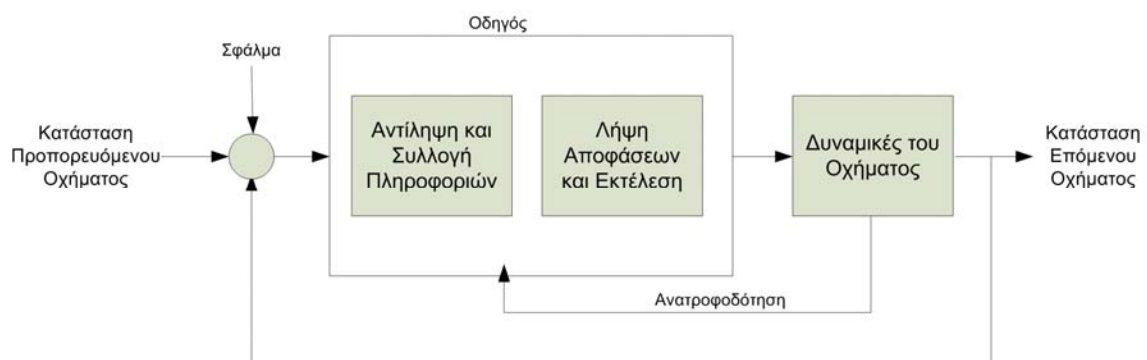 Οδηγός
Σφάλμα
Κατάσταση
Προπορευόμενου
Οχήματος
Αντίληψη και
Συλλογή
Πληροφοριών
Λήψη
Αποφάσεων
και Εκτέλεση
Δυναμικές του
Οχήματος
Κατάσταση
Επόμενου
Οχήματος
Ανατροφοδότηση